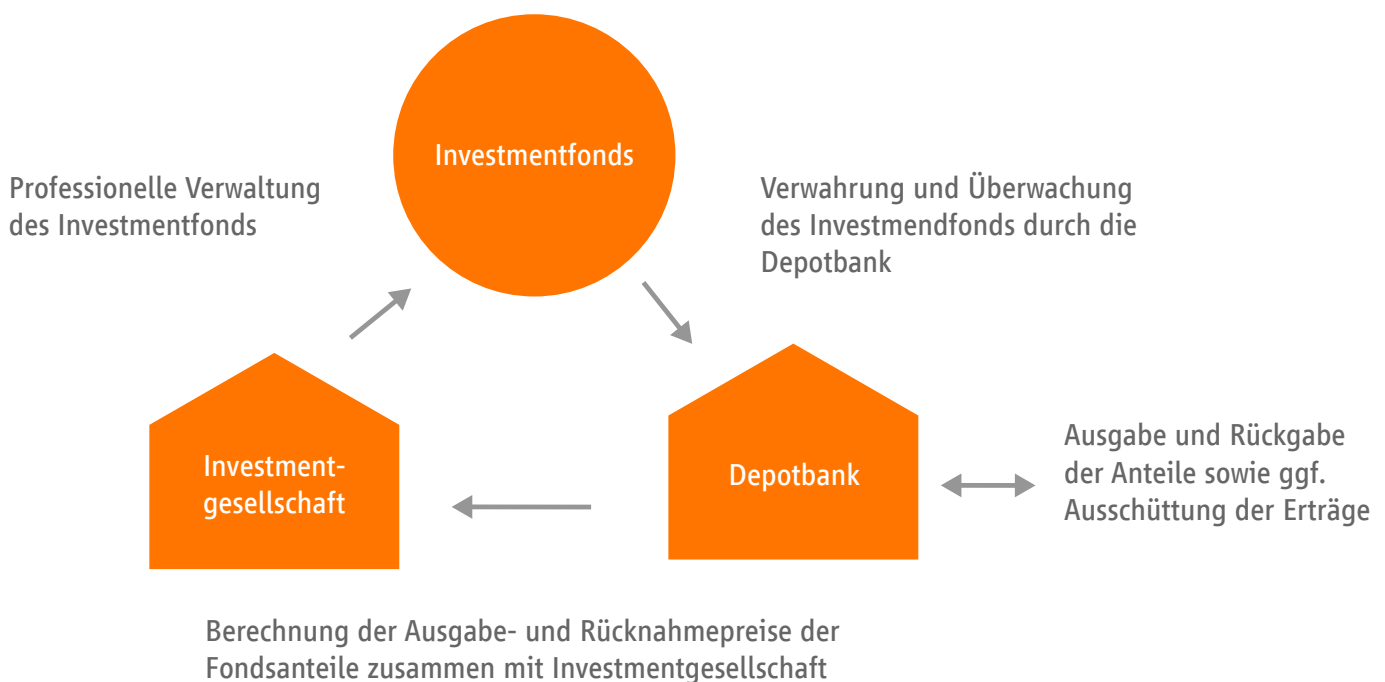 Investmentfonds
Professionelle Verwaltung
des Investmentfonds
Verwahrung und Überwachung
des Investmendfonds durch die
Depotbank
Investment-
gesellschaft
Depotbank
Ausgabe und Rückgabe
der Anteile sowie ggf.
Ausschüttung der Erträge
Berechnung der Ausgabe- und Rücknahmepreise der
Fondsanteile zusammen mit Investmentgesellschaft